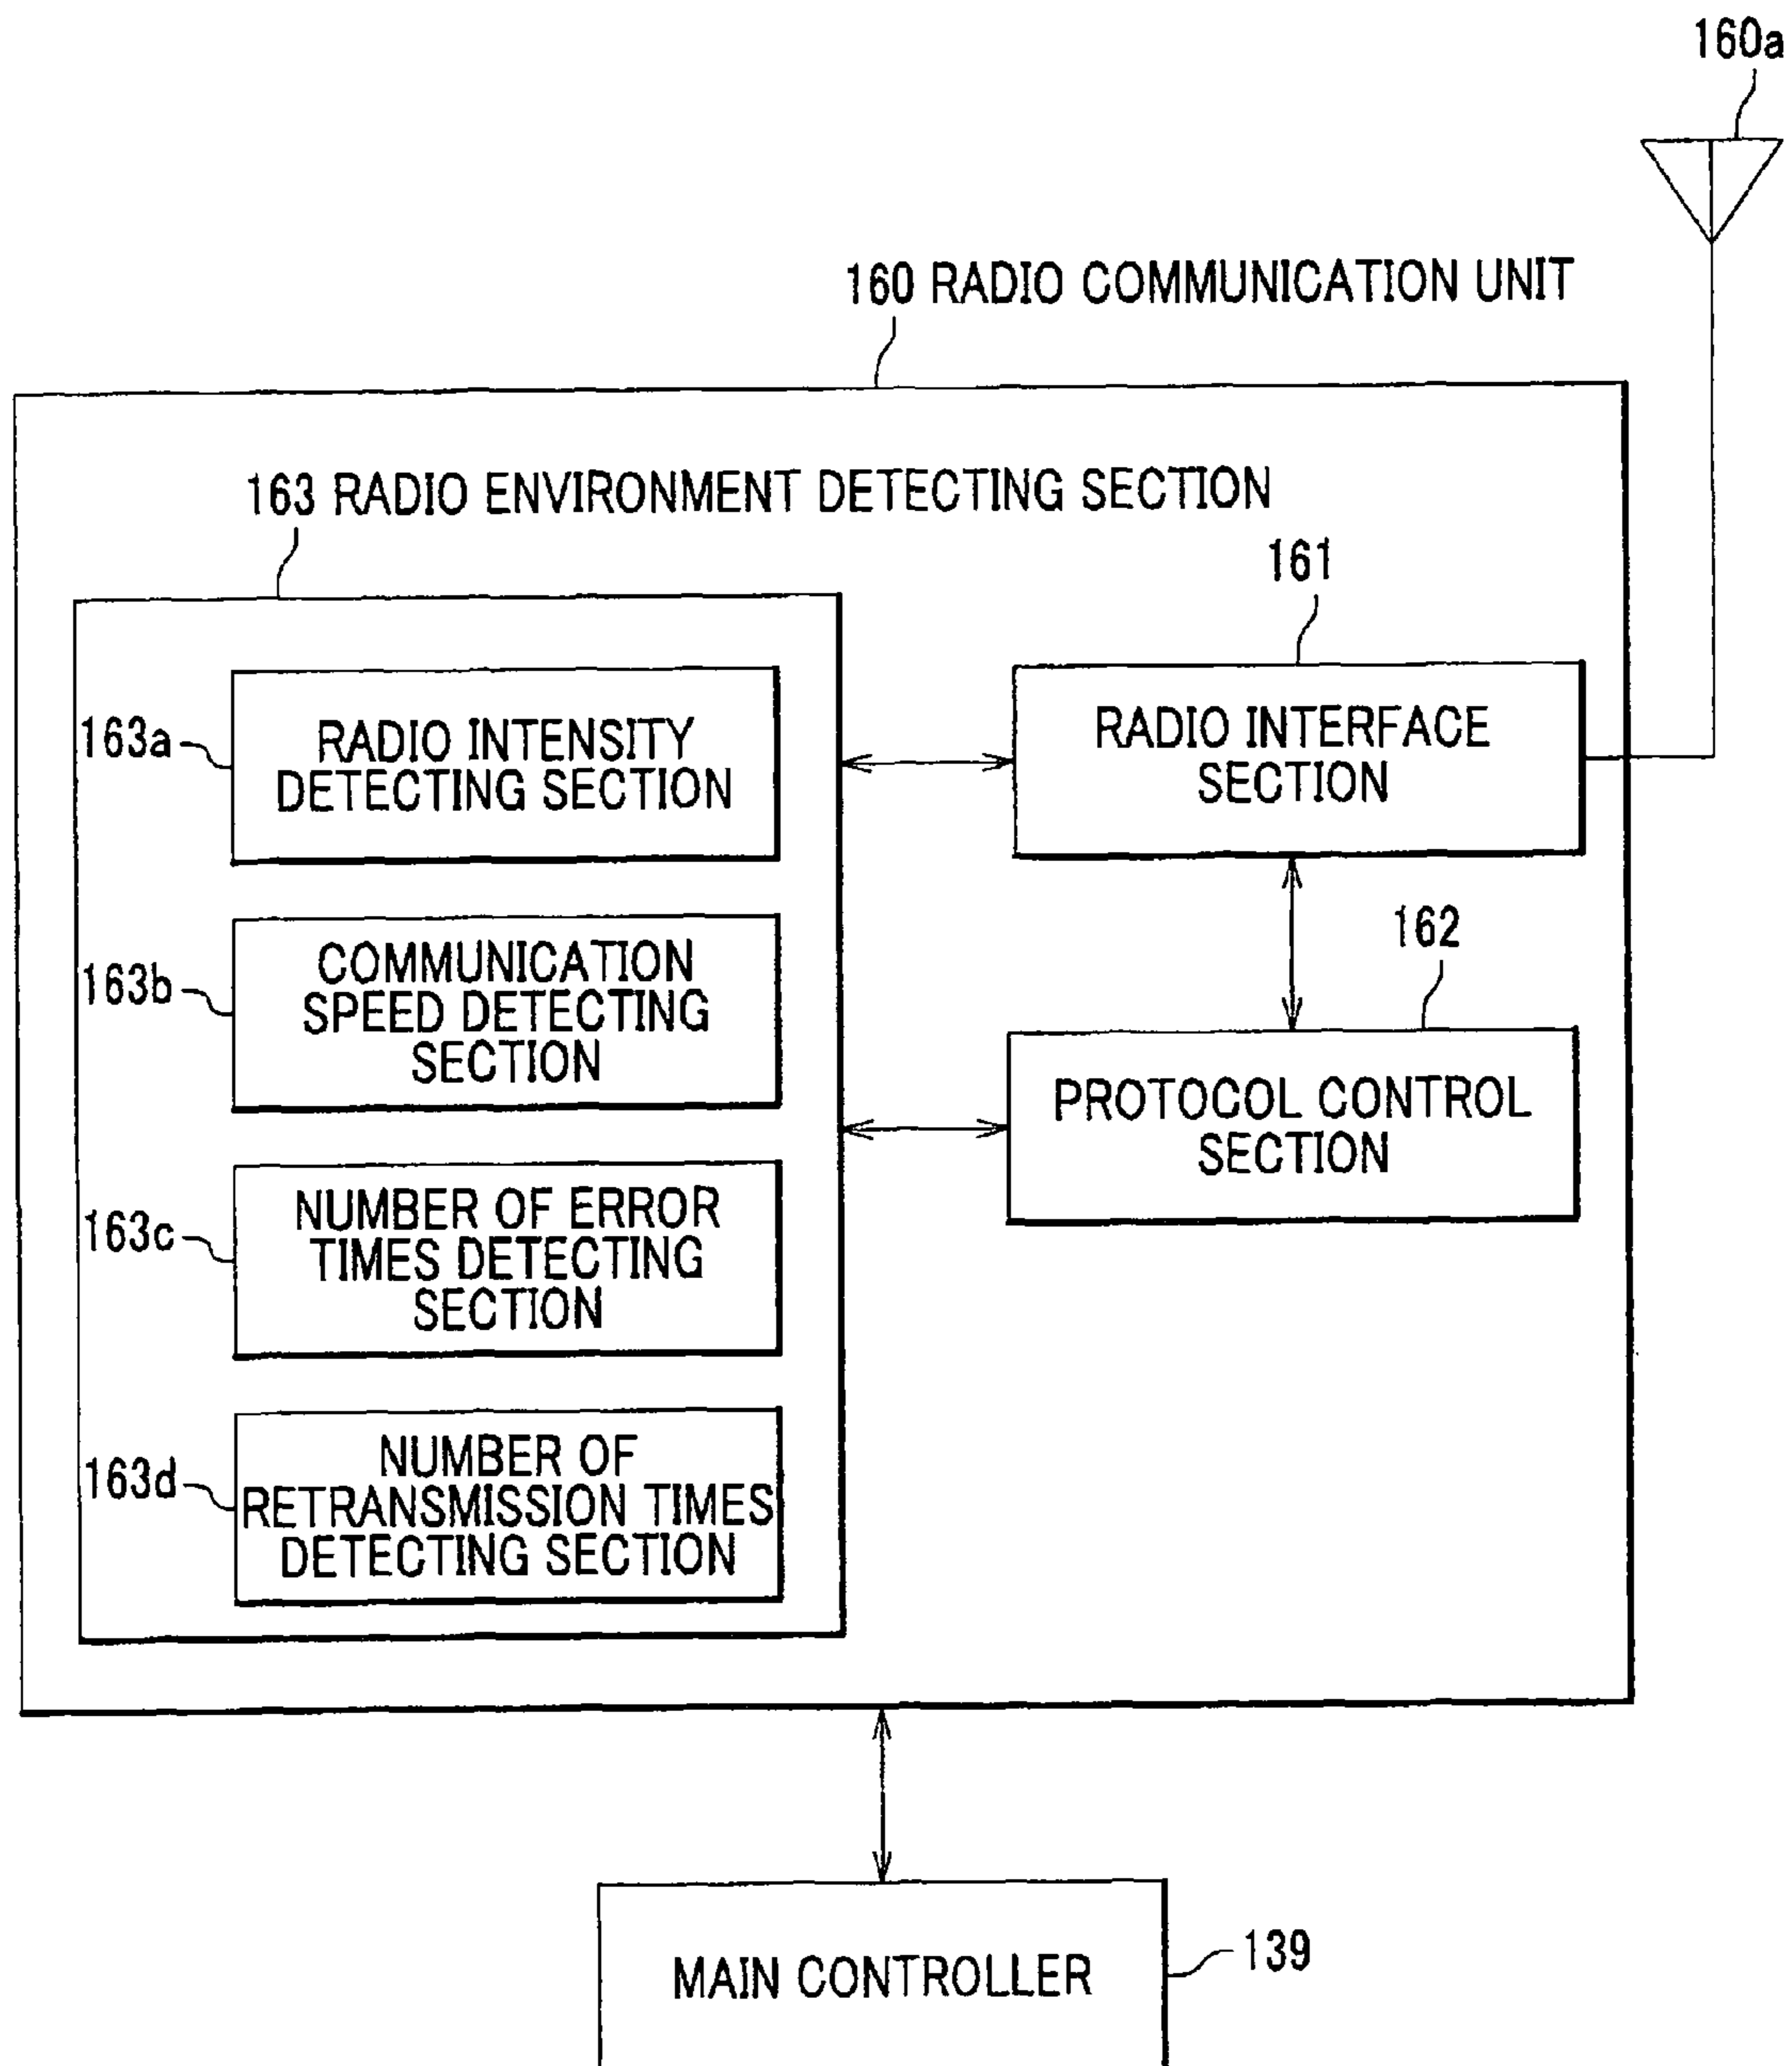 160a
160 RADIO COMMUNICATION UNIT
163 RADIO ENVIRONMENT DETECTING SECTION
161
163a
RADIO INTENSITY
DETECTING SECTION
RADIO INTERFACE
SECTION
163b
COMMUNICATION
SPEED DETECTING
SECTION
162
PROTOCOL CONTROL
SECTION
163c
NUMBER OF ERROR
TIMES DETECTING
SECTION
163d
NUMBER OF
RETRANSMISSION TIMES
DETECTING SECTION
MAIN CONTROLLER
139